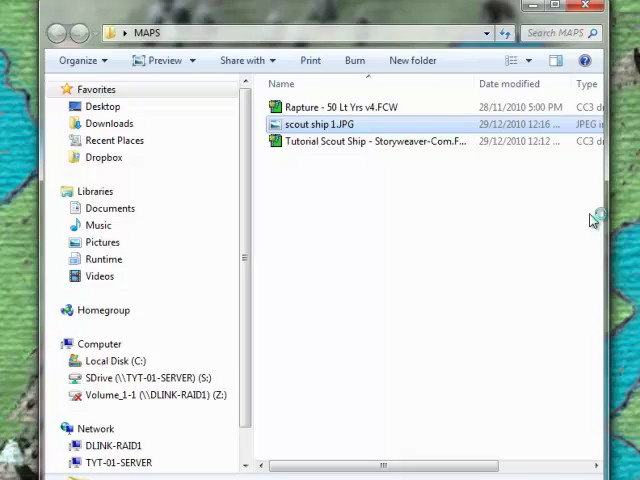 MAPS
Search MAPS
Organize Preview Share with Print Burn New folder
Name Date modified Type
Favorites
Desktop
Downloads
Recent Places
Dropbox
Libraries
Documents
Music
Pictures
Runtime
Videos
Homegroup
Computer
Local Disk (C:)
SDrive (\\TYT-01-SERVER) (S:)
Volume_1-1 (\\DLINK-RAID1) (Z:)
Network
DLINK-RAID1
TYT-01-SERVER
Rapture - 50 Lt Yrs v4.FCW 28/11/2010 5:00 PM CC3 d
scout ship 1.JPG 29/12/2010 12:16 ... JPEG i
Tutorial Scout Ship - Storyweaver-Com.F... 29/12/2010 12:12 ... CC3 d